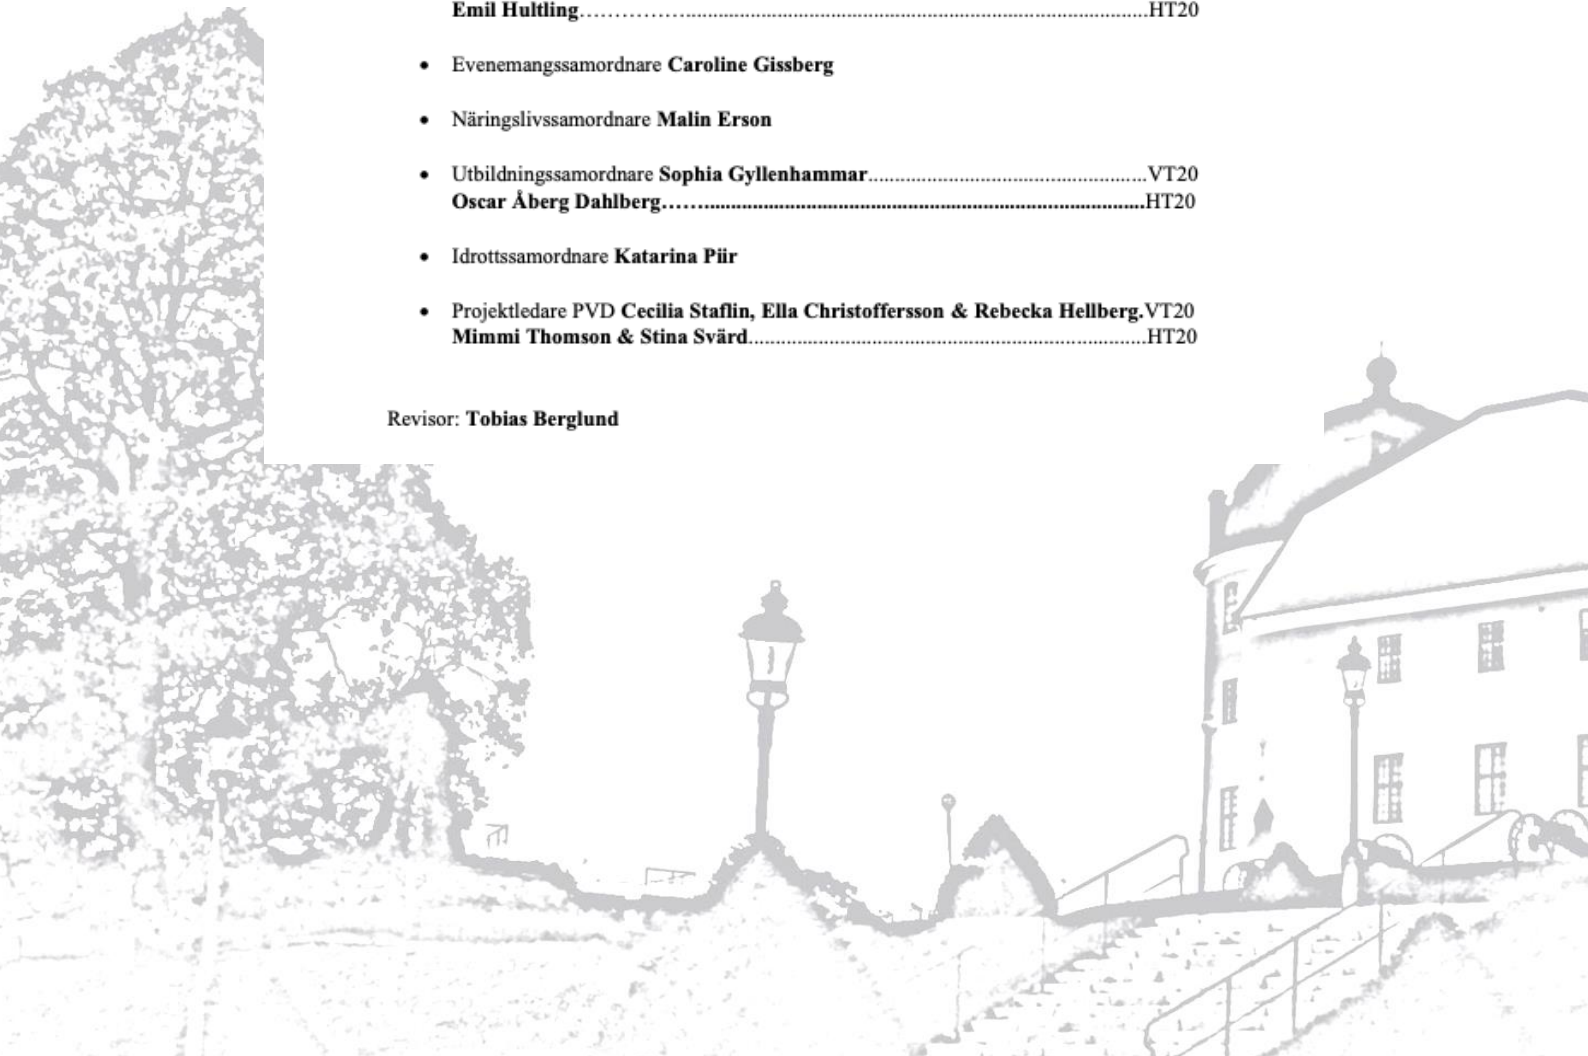 Emil Hultling……………........................................................................................HT20
• Evenemangssamordnare Caroline Gissberg
• Näringslivssamordnare Malin Erson
• Utbildningssamordnare Sophia Gyllenhammar.....................................................VT20
Oscar Åberg Dahlberg……...................................................................................HT20
• Idrottssamordnare Katarina Piir
• Projektledare PVD Cecilia Staflin, Ella Christoffersson & Rebecka Hellberg.VT20
Mimmi Thomson & Stina Svärd............................................................................HT20
Revisor: Tobias Berglund